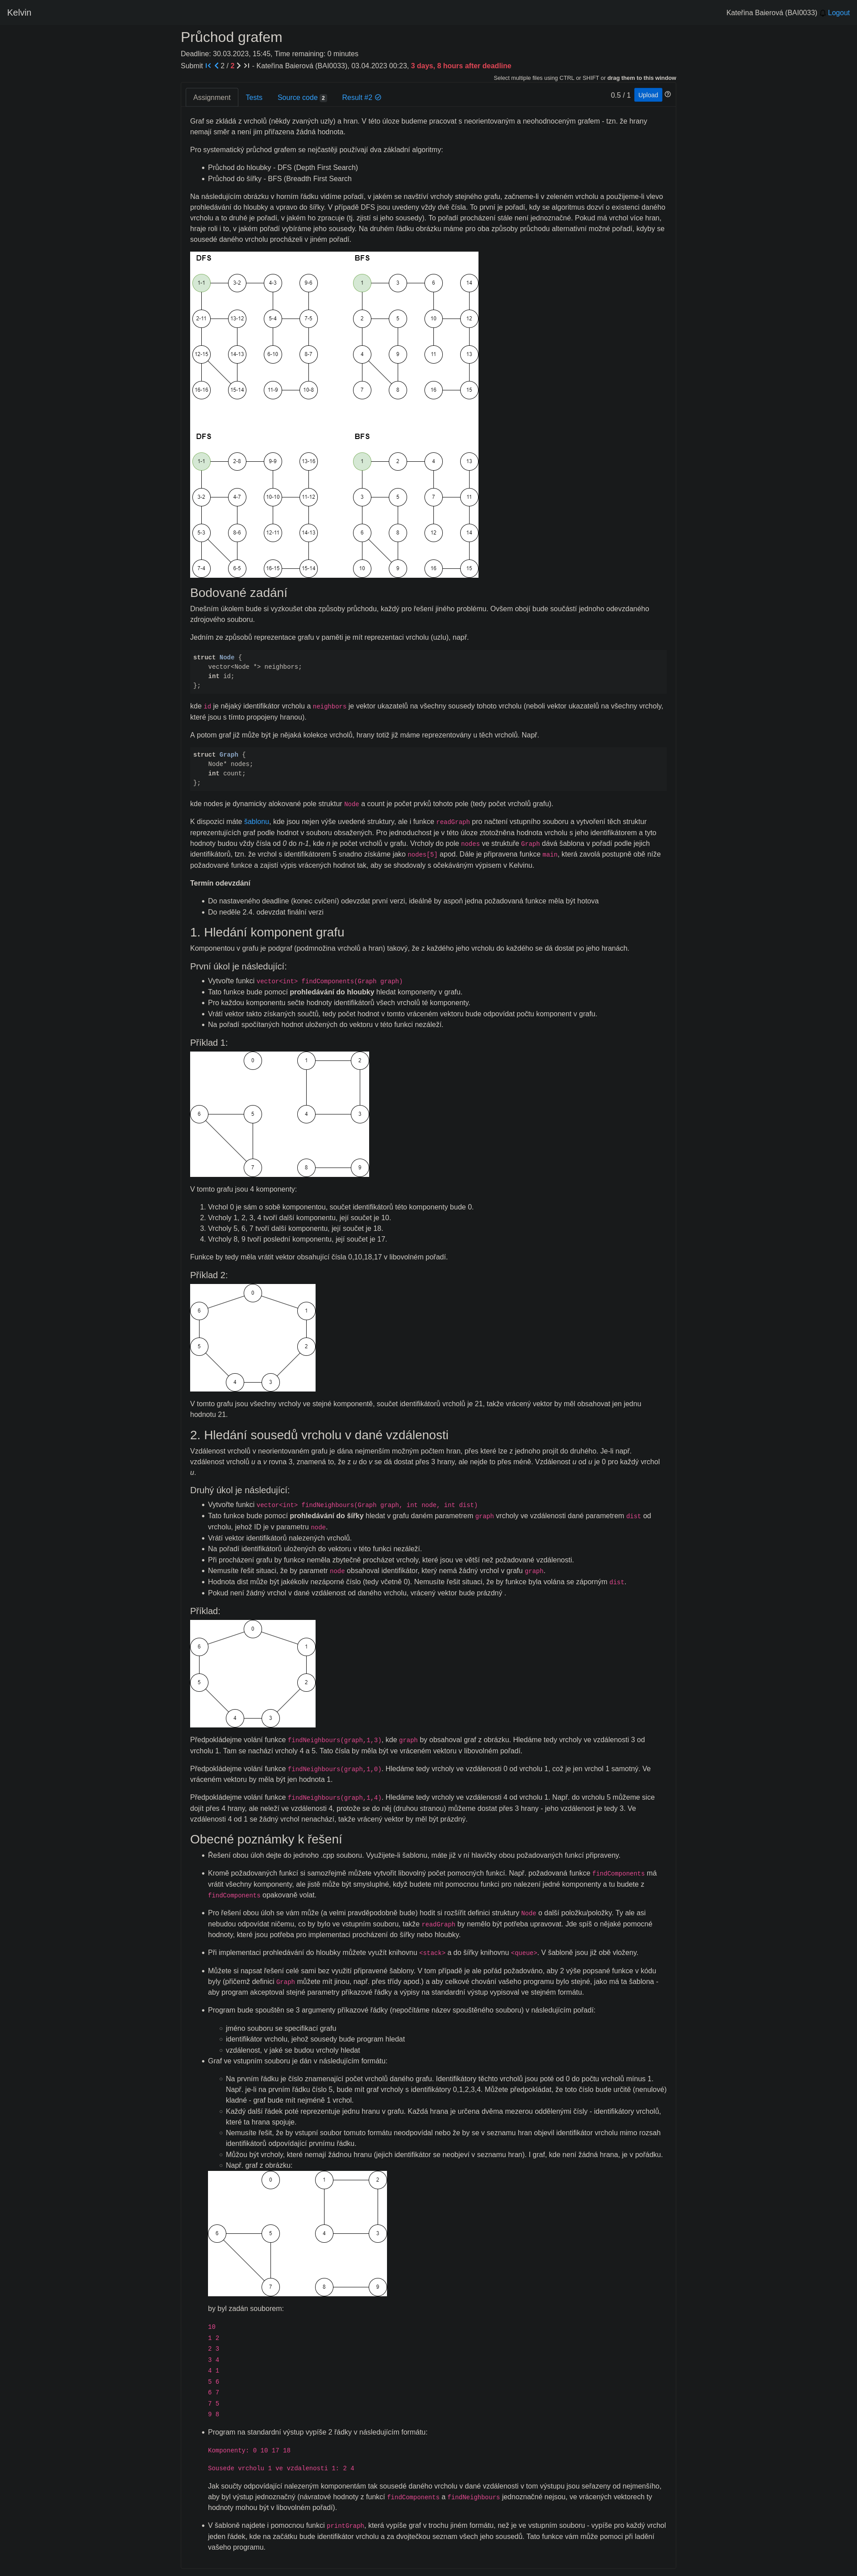 Kelvin
Kateřina Baierová (BAI0033) Logout
Průchod grafem
Deadline: 30.03.2023, 15:45, Time remaining: 0 minutes
Submit 2 / 2 - Kateřina Baierová (BAI0033), 03.04.2023 00:23, 3 days, 8 hours after deadline
Select multiple files using CTRL or SHIFT or drag them to this window
Assignment Tests Source code 2 Result #2 0.5 / 1 Upload
Graf se zkládá z vrcholů (někdy zvaných uzly) a hran. V této úloze budeme pracovat s neorientovaným a neohodnoceným grafem - tzn. že hrany
nemají směr a není jim přiřazena žádná hodnota.
Pro systematický průchod grafem se nejčastěji používají dva základní algoritmy:
Průchod do hloubky - DFS (Depth First Search)
Průchod do šířky - BFS (Breadth First Search
Na následujícím obrázku v horním řádku vidíme pořadí, v jakém se navštíví vrcholy stejného grafu, začneme-li v zeleném vrcholu a použijeme-li vlevo
prohledávání do hloubky a vpravo do šířky. V případě DFS jsou uvedeny vždy dvě čísla. To první je pořadí, kdy se algoritmus dozví o existenci daného
vrcholu a to druhé je pořadí, v jakém ho zpracuje (tj. zjistí si jeho sousedy). To pořadí procházení stále není jednoznačné. Pokud má vrchol více hran,
hraje roli i to, v jakém pořadí vybíráme jeho sousedy. Na druhém řádku obrázku máme pro oba způsoby průchodu alternativní možné pořadí, kdyby se
sousedé daného vrcholu procházeli v jiném pořadí.
DFS BFS
1-1 3-2 4-3 9-6 1 3 6 14
2-11 13-12 5-4 7-5 2 5 10 12
12-15 14-13 6-10 8-7 4 9 11 13
16-16 15-14 11-9 10-8 7 8 16 15
DFS BFS
1-1 2-8 9-9 13-16 1 2 4 13
3-2 4-7 10-10 11-12 3 5 7 11
5-3 8-6 12-11 14-13 6 8 12 14
7-4 6-5 16-15 15-14 10 9 16 15
Bodované zadání
Dnešním úkolem bude si vyzkoušet oba způsoby průchodu, každý pro řešení jiného problému. Ovšem obojí bude součástí jednoho odevzdaného
zdrojového souboru.
Jedním ze způsobů reprezentace grafu v paměti je mít reprezentaci vrcholu (uzlu), např.
struct Node {
vector<Node *> neighbors;
int id;
};
kde id je nějaký identifikátor vrcholu a neighbors je vektor ukazatelů na všechny sousedy tohoto vrcholu (neboli vektor ukazatelů na všechny vrcholy,
které jsou s tímto propojeny hranou).
A potom graf již může být je nějaká kolekce vrcholů, hrany totiž již máme reprezentovány u těch vrcholů. Např.
struct Graph {
Node* nodes;
int count;
};
kde nodes je dynamicky alokované pole struktur Node a count je počet prvků tohoto pole (tedy počet vrcholů grafu).
K dispozici máte šablonu, kde jsou nejen výše uvedené struktury, ale i funkce readGraph pro načtení vstupního souboru a vytvoření těch struktur
reprezentujících graf podle hodnot v souboru obsažených. Pro jednoduchost je v této úloze ztotožněna hodnota vrcholu s jeho identifikátorem a tyto
hodnoty budou vždy čísla od 0 do n-1, kde n je počet vrcholů v grafu. Vrcholy do pole nodes ve struktuře Graph dává šablona v pořadí podle jejich
identifikátorů, tzn. že vrchol s identifikátorem 5 snadno získáme jako nodes[5] apod. Dále je připravena funkce main, která zavolá postupně obě níže
požadované funkce a zajistí výpis vrácených hodnot tak, aby se shodovaly s očekáváným výpisem v Kelvinu.
Termín odevzdání
Do nastaveného deadline (konec cvičení) odevzdat první verzi, ideálně by aspoň jedna požadovaná funkce měla být hotova
Do neděle 2.4. odevzdat finální verzi
1. Hledání komponent grafu
Komponentou v grafu je podgraf (podmnožina vrcholů a hran) takový, že z každého jeho vrcholu do každého se dá dostat po jeho hranách.
První úkol je následující:
Vytvořte funkci vector<int> findComponents(Graph graph)
Tato funkce bude pomocí prohledávání do hloubky hledat komponenty v grafu.
Pro každou komponentu sečte hodnoty identifikátorů všech vrcholů té komponenty.
Vrátí vektor takto získaných součtů, tedy počet hodnot v tomto vráceném vektoru bude odpovídat počtu komponent v grafu.
Na pořadí spočítaných hodnot uložených do vektoru v této funkci nezáleží.
Příklad 1:
0 1 2
6 5 4 3
7 8 9
V tomto grafu jsou 4 komponenty:
1. Vrchol 0 je sám o sobě komponentou, součet identifikátorů této komponenty bude 0.
2. Vrcholy 1, 2, 3, 4 tvoří další komponentu, její součet je 10.
3. Vrcholy 5, 6, 7 tvoří další komponentu, její součet je 18.
4. Vrcholy 8, 9 tvoří poslední komponentu, její součet je 17.
Funkce by tedy měla vrátit vektor obsahující čísla 0,10,18,17 v libovolném pořadí.
Příklad 2:
0
6 1
5 2
4 3
V tomto grafu jsou všechny vrcholy ve stejné komponentě, součet identifikátorů vrcholů je 21, takže vrácený vektor by měl obsahovat jen jednu
hodnotu 21.
2. Hledání sousedů vrcholu v dané vzdálenosti
Vzdálenost vrcholů v neorientovaném grafu je dána nejmenším možným počtem hran, přes které lze z jednoho projít do druhého. Je-li např.
vzdálenost vrcholů u a v rovna 3, znamená to, že z u do v se dá dostat přes 3 hrany, ale nejde to přes méně. Vzdálenost u od u je 0 pro každý vrchol
u.
Druhý úkol je následující:
Vytvořte funkci vector<int> findNeighbours(Graph graph, int node, int dist)
Tato funkce bude pomocí prohledávání do šířky hledat v grafu daném parametrem graph vrcholy ve vzdálenosti dané parametrem dist od
vrcholu, jehož ID je v parametru node.
Vrátí vektor identifikátorů nalezených vrcholů.
Na pořadí identifikátorů uložených do vektoru v této funkci nezáleží.
Při procházení grafu by funkce neměla zbytečně procházet vrcholy, které jsou ve větší než požadované vzdálenosti.
Nemusíte řešit situaci, že by parametr node obsahoval identifikátor, který nemá žádný vrchol v grafu graph.
Hodnota dist může být jakékoliv nezáporné číslo (tedy včetně 0). Nemusíte řešit situaci, že by funkce byla volána se záporným dist.
Pokud není žádný vrchol v dané vzdálenost od daného vrcholu, vrácený vektor bude prázdný .
Příklad:
0
6 1
5 2
4 3
Předpokládejme volání funkce findNeighbours(graph,1,3), kde graph by obsahoval graf z obrázku. Hledáme tedy vrcholy ve vzdálenosti 3 od
vrcholu 1. Tam se nachází vrcholy 4 a 5. Tato čísla by měla být ve vráceném vektoru v libovolném pořadí.
Předpokládejme volání funkce findNeighbours(graph,1,0). Hledáme tedy vrcholy ve vzdálenosti 0 od vrcholu 1, což je jen vrchol 1 samotný. Ve
vráceném vektoru by měla být jen hodnota 1.
Předpokládejme volání funkce findNeighbours(graph,1,4). Hledáme tedy vrcholy ve vzdálenosti 4 od vrcholu 1. Např. do vrcholu 5 můžeme sice
dojít přes 4 hrany, ale neleží ve vzdálenosti 4, protože se do něj (druhou stranou) můžeme dostat přes 3 hrany - jeho vzdálenost je tedy 3. Ve
vzdálenosti 4 od 1 se žádný vrchol nenachází, takže vrácený vektor by měl být prázdný.
Obecné poznámky k řešení
Řešení obou úloh dejte do jednoho .cpp souboru. Využijete-li šablonu, máte již v ní hlavičky obou požadovaných funkcí připraveny.
Kromě požadovaných funkcí si samozřejmě můžete vytvořit libovolný počet pomocných funkcí. Např. požadovaná funkce findComponents má
vrátit všechny komponenty, ale jistě může být smysluplné, když budete mít pomocnou funkci pro nalezení jedné komponenty a tu budete z
findComponents opakovaně volat.
Pro řešení obou úloh se vám může (a velmi pravděpodobně bude) hodit si rozšířit definici struktury Node o další položku/položky. Ty ale asi
nebudou odpovídat ničemu, co by bylo ve vstupním souboru, takže readGraph by nemělo být potřeba upravovat. Jde spíš o nějaké pomocné
hodnoty, které jsou potřeba pro implementaci procházení do šířky nebo hloubky.
Při implementaci prohledávání do hloubky můžete využít knihovnu <stack> a do šířky knihovnu <queue>. V šabloně jsou již obě vloženy.
Můžete si napsat řešení celé sami bez využití připravené šablony. V tom případě je ale pořád požadováno, aby 2 výše popsané funkce v kódu
byly (přičemž definici Graph můžete mít jinou, např. přes třídy apod.) a aby celkové chování vašeho programu bylo stejné, jako má ta šablona -
aby program akceptoval stejné parametry příkazové řádky a výpisy na standardní výstup vypisoval ve stejném formátu.
Program bude spouštěn se 3 argumenty příkazové řádky (nepočítáme název spouštěného souboru) v následujícím pořadí:
jméno souboru se specifikací grafu
identifikátor vrcholu, jehož sousedy bude program hledat
vzdálenost, v jaké se budou vrcholy hledat
Graf ve vstupním souboru je dán v následujícím formátu:
Na prvním řádku je číslo znamenající počet vrcholů daného grafu. Identifikátory těchto vrcholů jsou poté od 0 do počtu vrcholů minus 1.
Např. je-li na prvním řádku číslo 5, bude mít graf vrcholy s identifikátory 0,1,2,3,4. Můžete předpokládat, že toto číslo bude určitě (nenulové)
kladné - graf bude mít nejméně 1 vrchol.
Každý další řádek poté reprezentuje jednu hranu v grafu. Každá hrana je určena dvěma mezerou oddělenými čísly - identifikátory vrcholů,
které ta hrana spojuje.
Nemusíte řešit, že by vstupní soubor tomuto formátu neodpovídal nebo že by se v seznamu hran objevil identifikátor vrcholu mimo rozsah
identifikátorů odpovídající prvnímu řádku.
Můžou být vrcholy, které nemají žádnou hranu (jejich identifikátor se neobjeví v seznamu hran). I graf, kde není žádná hrana, je v pořádku.
Např. graf z obrázku:
0 1 2
6 5 4 3
7 8 9
by byl zadán souborem:
10
1 2
2 3
3 4
4 1
5 6
6 7
7 5
9 8
Program na standardní výstup vypíše 2 řádky v následujícím formátu:
Komponenty: 0 10 17 18
Sousede vrcholu 1 ve vzdalenosti 1: 2 4
Jak součty odpovídající nalezeným komponentám tak sousedé daného vrcholu v dané vzdálenosti v tom výstupu jsou seřazeny od nejmenšího,
aby byl výstup jednoznačný (návratové hodnoty z funkcí findComponents a findNeighbours jednoznačné nejsou, ve vrácených vektorech ty
hodnoty mohou být v libovolném pořadí).
V šabloně najdete i pomocnou funkci printGraph, která vypíše graf v trochu jiném formátu, než je ve vstupním souboru - vypíše pro každý vrchol
jeden řádek, kde na začátku bude identifikátor vrcholu a za dvojtečkou seznam všech jeho sousedů. Tato funkce vám může pomoci při ladění
vašeho programu.